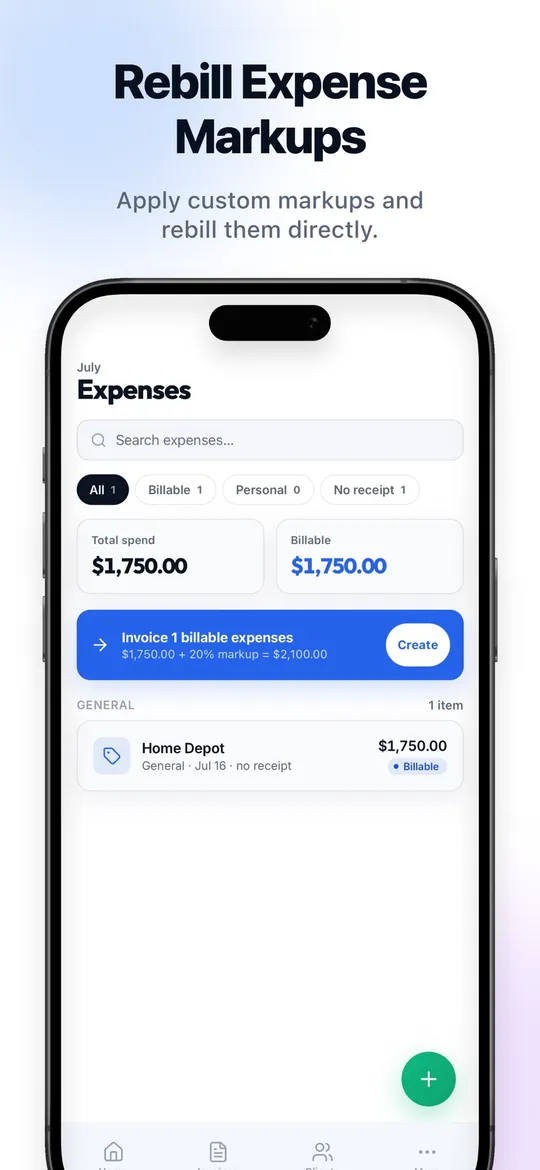 Rebill Expense
Markups
Apply custom markups and
rebill them directly.
July
Expenses
Search expenses...
All 1
Billable 1
Personal 0
No receipt 1
Total spend
$1,750.00
Billable
$1,750.00
Invoice 1 billable expenses
$1,750.00 + 20% markup = $2,100.00
Create
GENERAL
1 item
Home Depot
General · Jul 16 · no receipt
$1,750.00
Billable